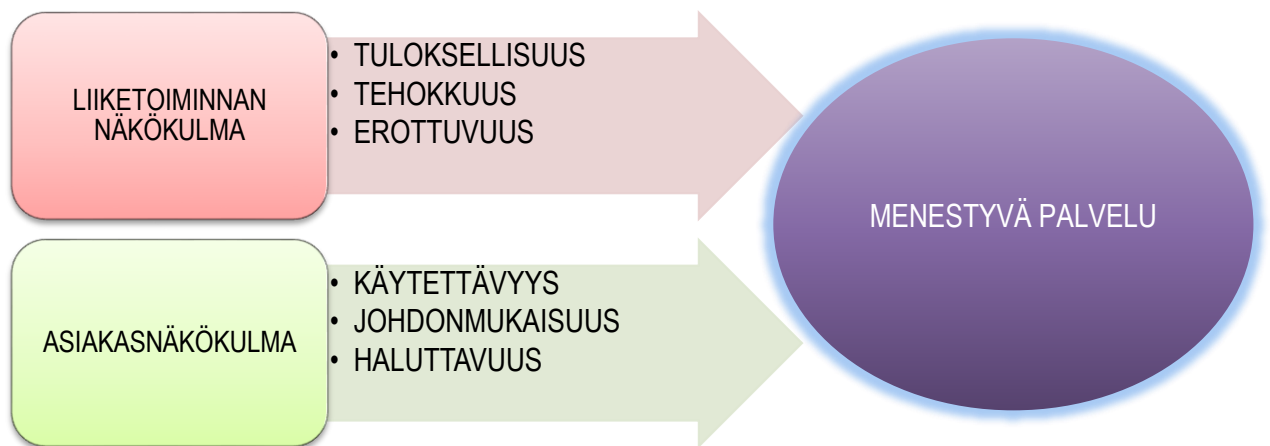 LIIKETOIMINNAN
NÄKÖKULMA
• TULOKSELLISUUS
• TEHOKKUUS
• EROTTUVUUS
MENESTYVÄ PALVELU
ASIAKASNÄKÖKULMA
• KÄYTETTÄVYYS
• JOHDONMUKAISUUS
• HALUTTAVUUS